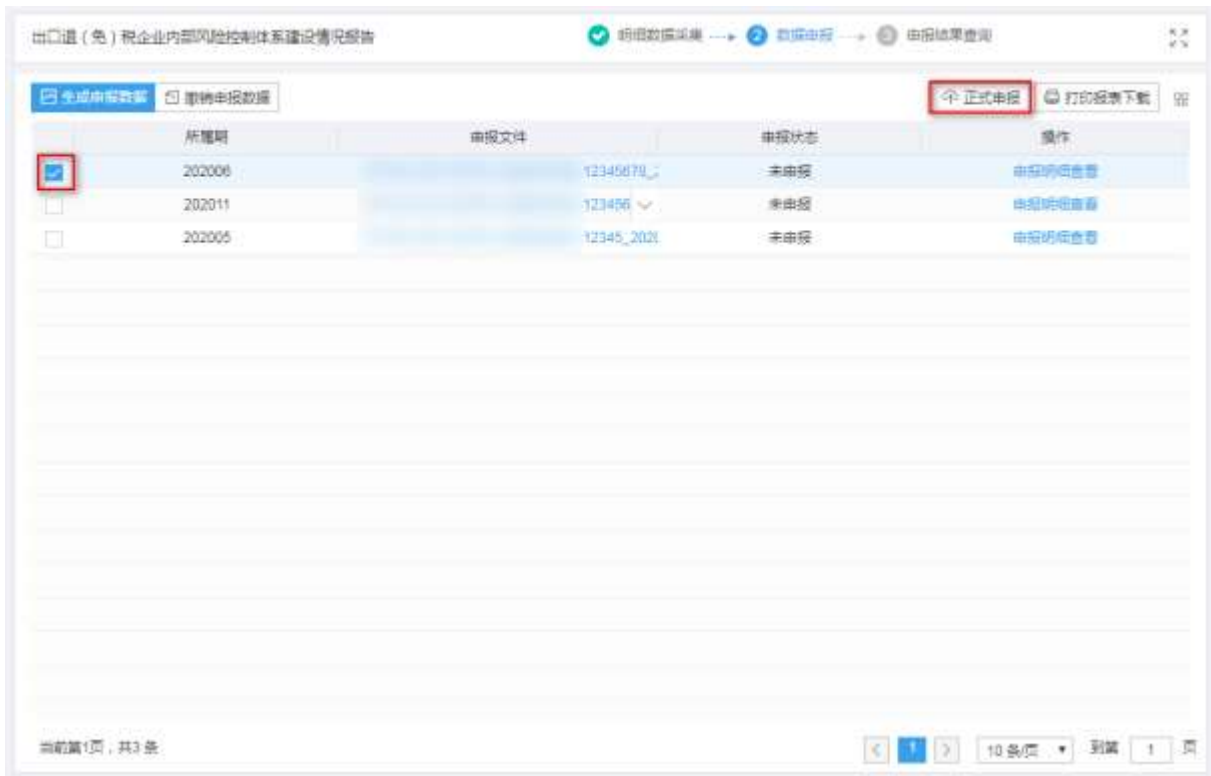 出口退（免）税企业内部风险控制体系建设情况报告 明细数据采集 2 数据申报 3 申报结果查询
生成申报数据 撤销申报数据 正式申报 打印报表下载
所属期 申报文件 申报状态 操作
202006 12345678_2 未申报 申报明细查看
202011 123456 未申报 申报明细查看
202005 12345_202 未申报 申报明细查看
当前第1页，共3 条 1 10 条/页 到第 1 页